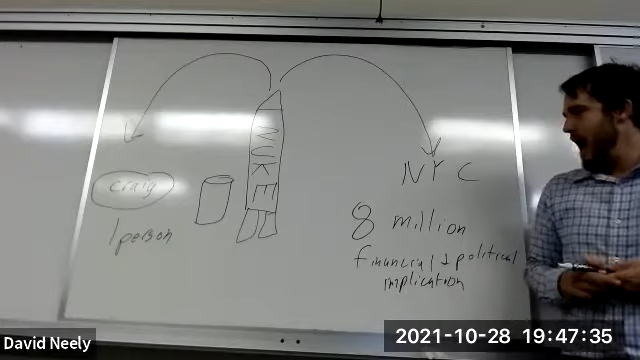 NUKE
NYC
craig
1 person
8 million
financial & political
implication
David Neely
2021-10-28 19:47:35